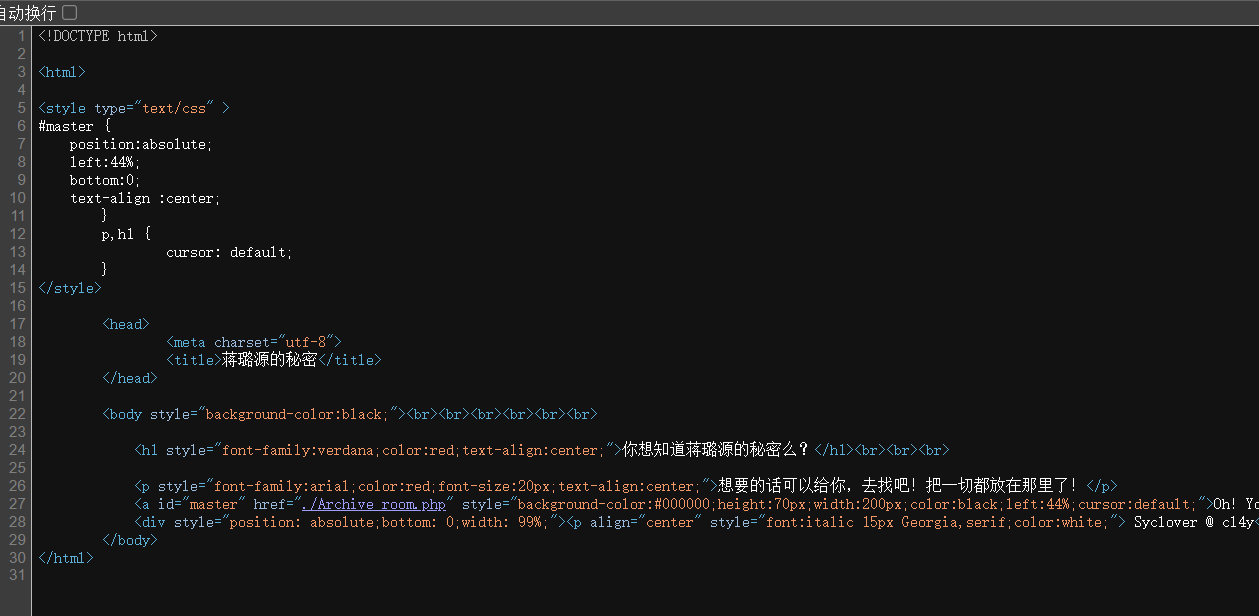 自动换行
1 <!DOCTYPE html>
2
3 <html>
4
5 <style type="text/css" >
6 #master {
7 position:absolute;
8 left:44%;
9 bottom:0;
10 text-align :center;
11 }
12 p,h1 {
13 cursor: default;
14 }
15 </style>
16
17 <head>
18 <meta charset="utf-8">
19 <title>蒋璐源的秘密</title>
20 </head>
21
22 <body style="background-color:black;"><br><br><br><br><br><br>
23
24 <h1 style="font-family:verdana;color:red;text-align:center;">你想知道蒋璐源的秘密么？</h1><br><br><br>
25
26 <p style="font-family:arial;color:red;font-size:20px;text-align:center;">想要的话可以给你，去找吧！把一切都放在那里了！</p>
27 <a id="master" href="./Archive_room.php" style="background-color:#000000;height:70px;width:200px;color:black;left:44%;cursor:default;">Oh! Yo
28 <div style="position: absolute;bottom: 0;width: 99%;"><p align="center" style="font:italic 15px Georgia,serif;color:white;"> Syclover @ cl4y<
29 </body>
30 </html>
31